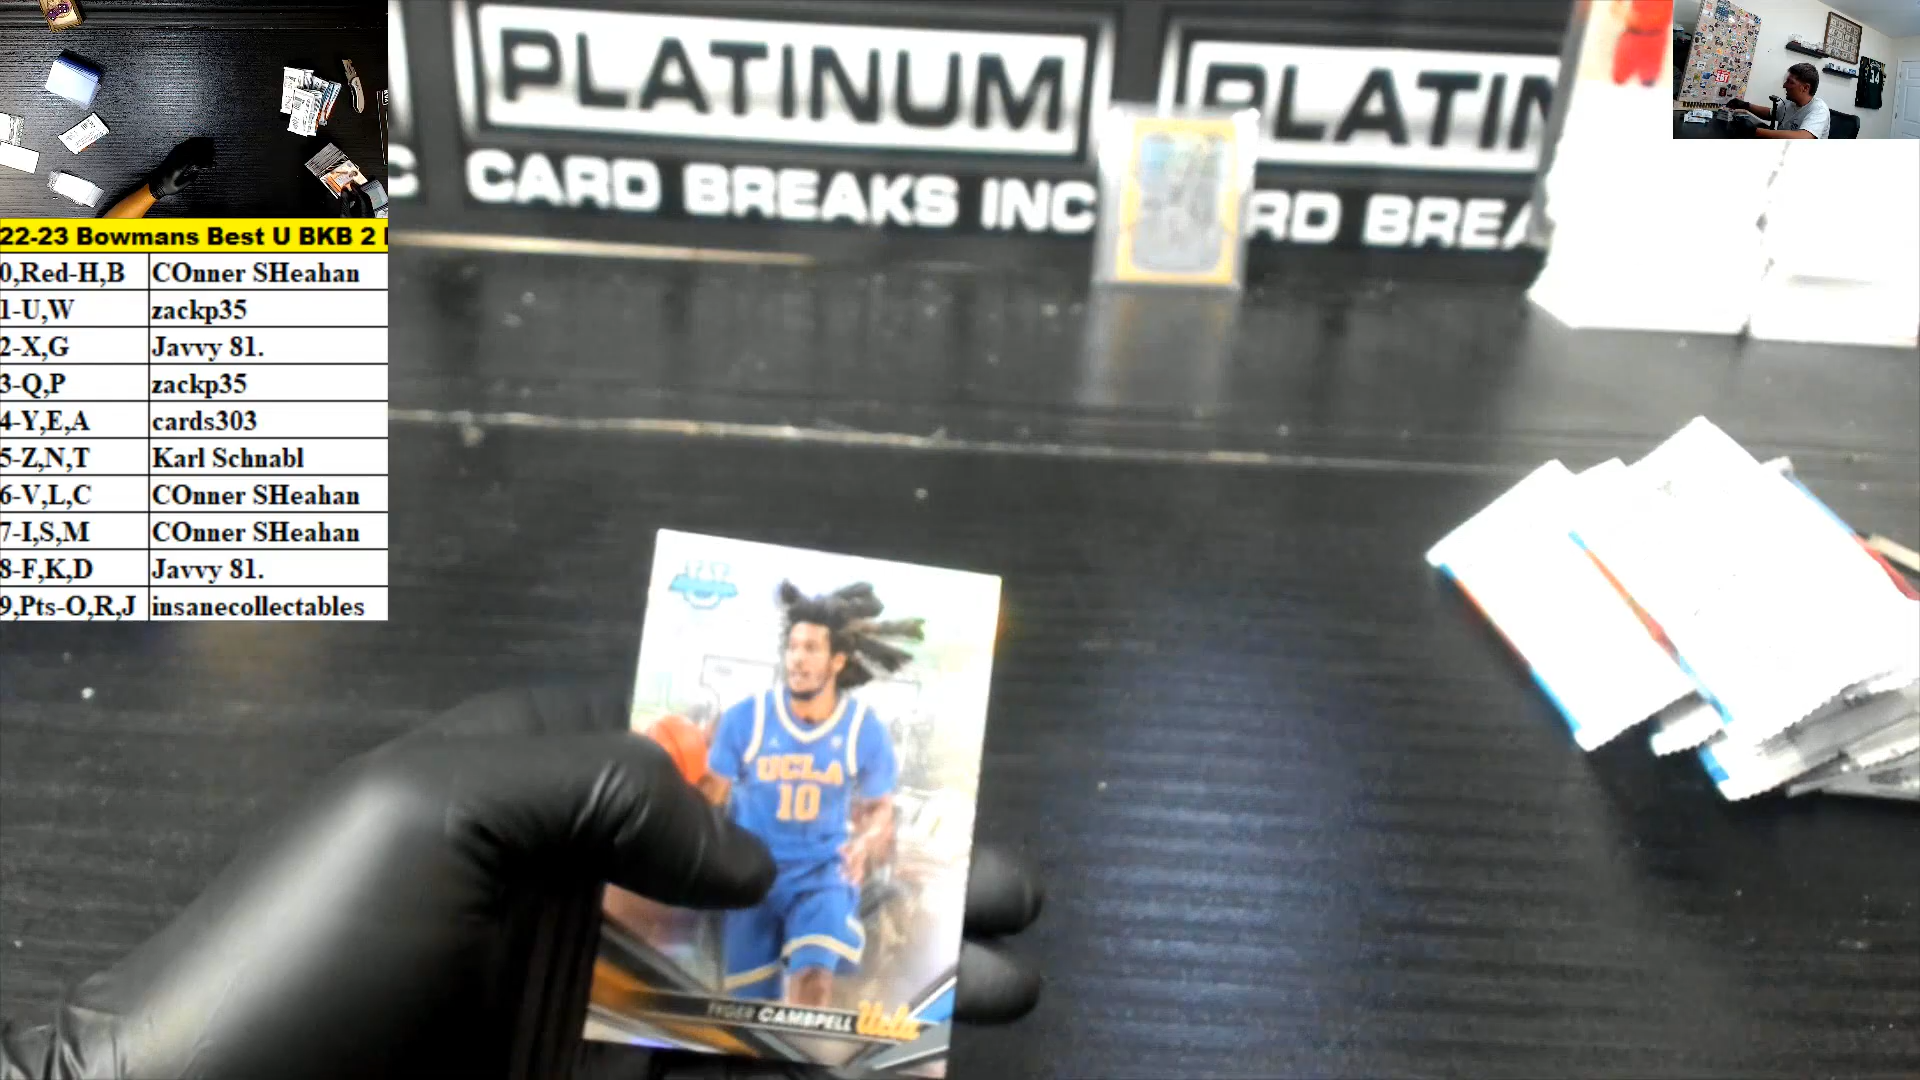 PLATINUM
CARD BREAKS INC
PLATIN
RD BREA
C
22-23 Bowmans Best U BKB 2
0,Red-H,B COnner SHeahan
1-U,W zackp35
2-X,G Javvy 81.
3-Q,P zackp35
4-Y,E,A cards303
5-Z,N,T Karl Schnabl
6-V,L,C COnner SHeahan
7-I,S,M COnner SHeahan
8-F,K,D Javvy 81.
9,Pts-O,R,J insanecollectables
UCLA
10
TYGER CAMBPELL Ucla